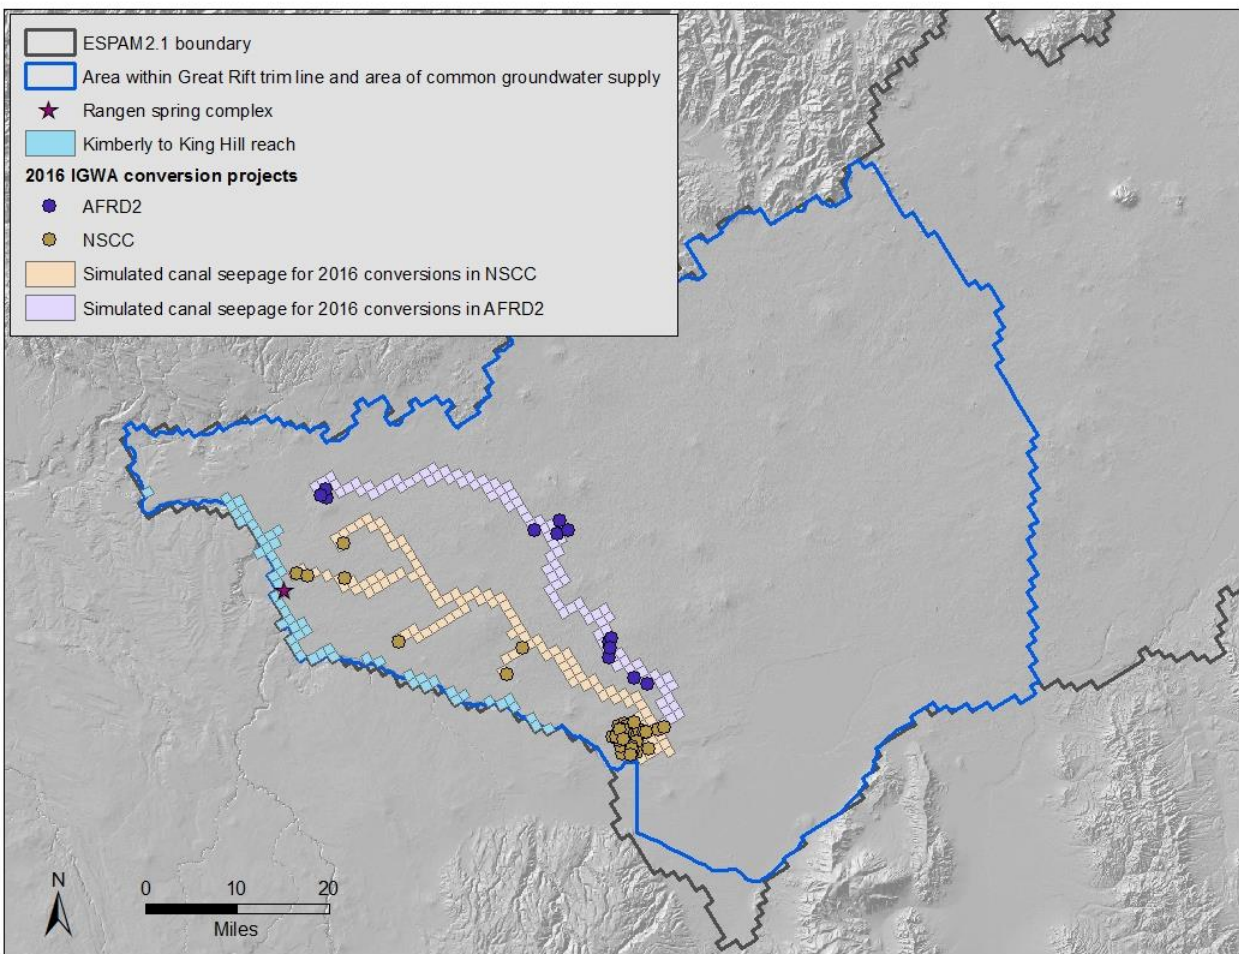 ESPAM2.1 boundary
Area within Great Rift trim line and area of common groundwater supply
Rangen spring complex
Kimberly to King Hill reach
2016 IGWA conversion projects
AFRD2
NSCC
Simulated canal seepage for 2016 conversions in NSCC
Simulated canal seepage for 2016 conversions in AFRD2
N
0 10 20
Miles